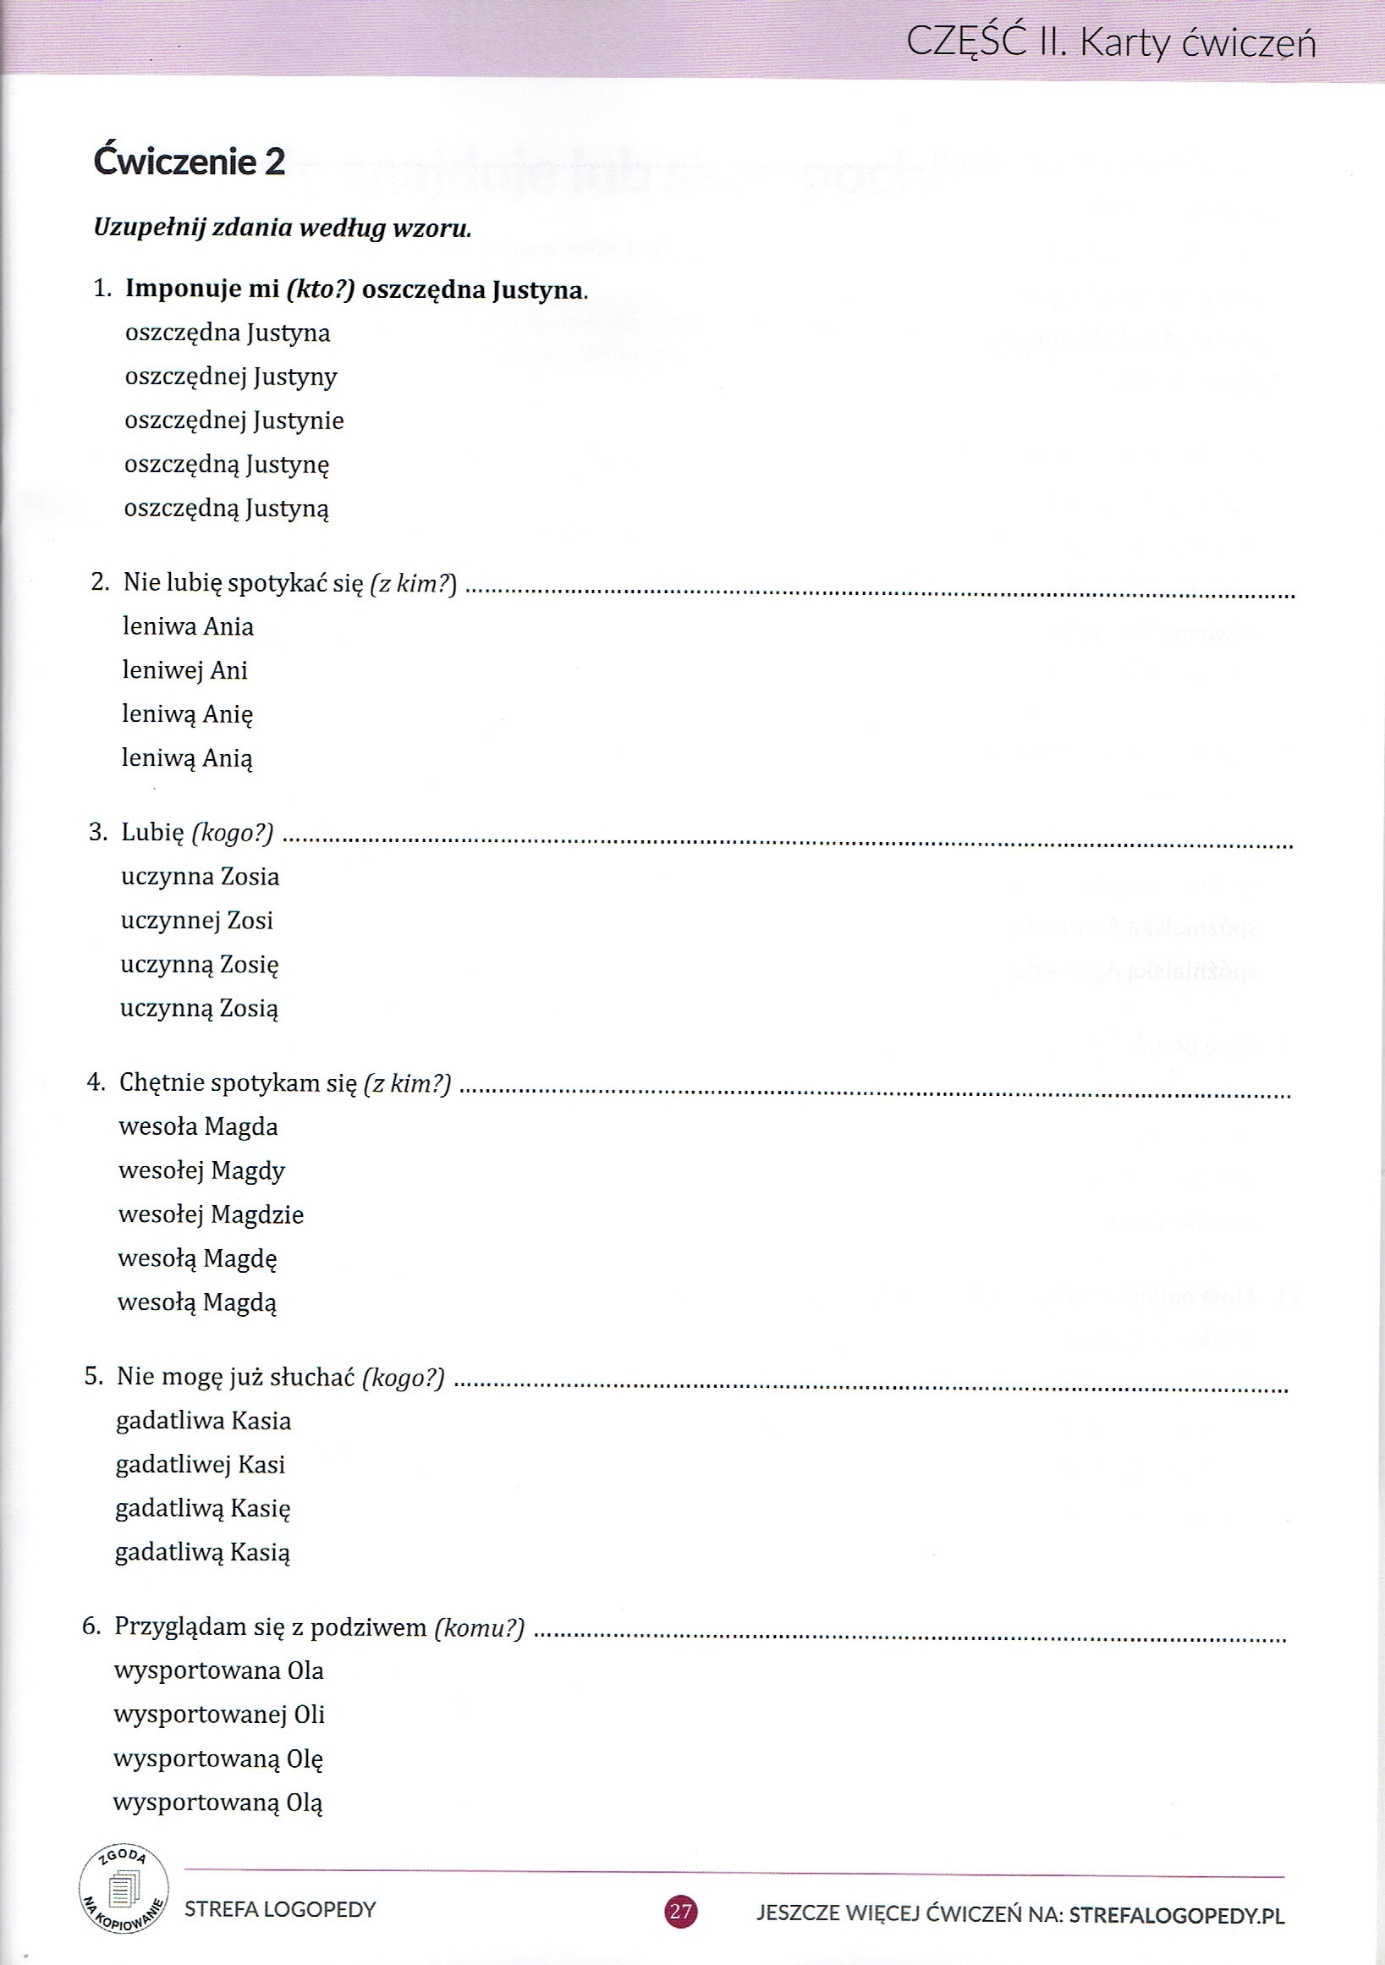 CZĘŚĆ II. Karty ćwiczeń
Ćwiczenie 2
Uzupełnij zdania według wzoru.
1. Imponuje mi (kto?) oszczędna Justyna.
oszczędna Justyna
oszczędnej Justyny
oszczędnej Justynie
oszczędną Justynę
oszczędną Justyną
2. Nie lubię spotykać się (z kim?) ....................
leniwa Ania
leniwej Ani
leniwą Anię
leniwą Anią
3. Lubię (kogo?) ....................
uczynna Zosia
uczynnej Zosi
uczynną Zosię
uczynną Zosią
4. Chętnie spotykam się (z kim?) ....................
wesoła Magda
wesołej Magdy
wesołej Magdzie
wesołą Magdę
wesołą Magdą
5. Nie mogę już słuchać (kogo?) ....................
gadatliwa Kasia
gadatliwej Kasi
gadatliwą Kasię
gadatliwą Kasią
6. Przyglądam się z podziwem (komu?) ....................
wysportowana Ola
wysportowanej Oli
wysportowaną Olę
wysportowaną Olą
ZGODA NA KOPIOWANIE
STREFA LOGOPEDY
27
JESZCZE WIĘCEJ ĆWICZEŃ NA: STREFALOGOPEDY.PL